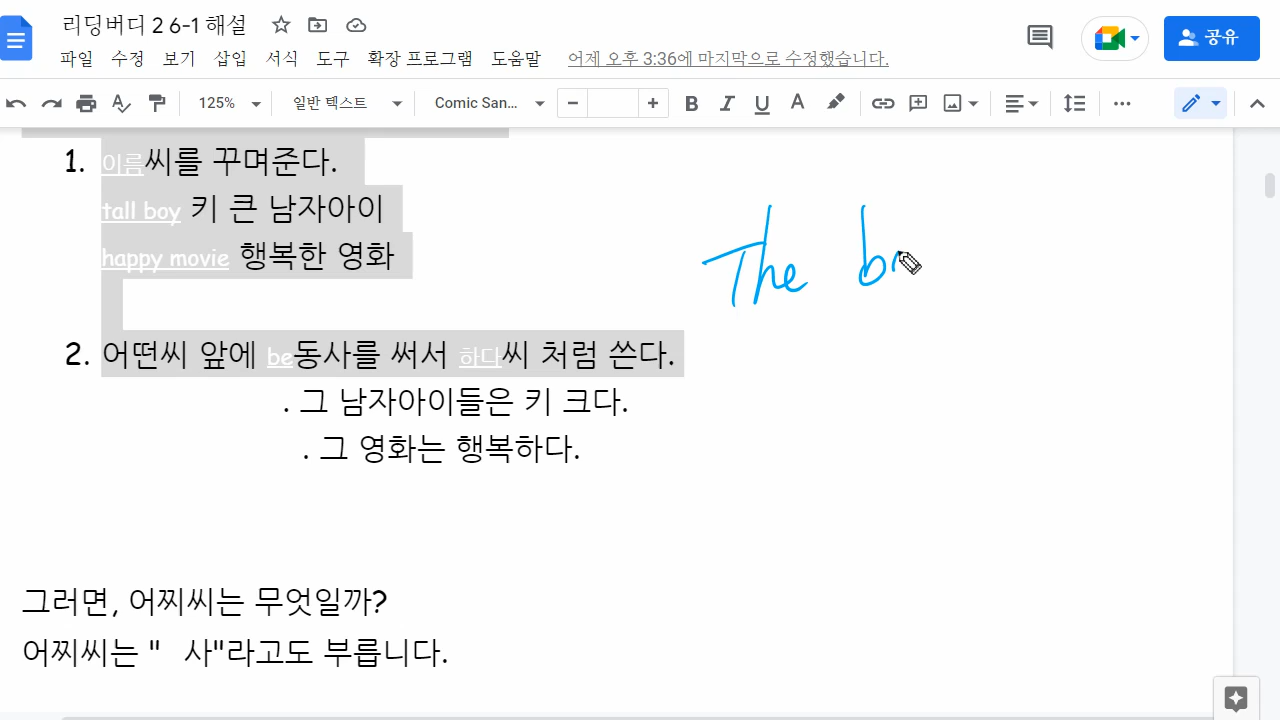 리딩버디 2 6-1 해설
파일 수정 보기 삽입 서식 도구 확장 프로그램 도움말 어제 오후 3:36에 마지막으로 수정했습니다.
공유
125% 일반 텍스트 Comic San... B I U A
1. 이름씨를 꾸며준다.
tall boy 키 큰 남자아이
happy movie 행복한 영화
The b
2. 어떤씨 앞에 be동사를 써서 하다씨 처럼 쓴다.
. 그 남자아이들은 키 크다.
. 그 영화는 행복하다.
그러면, 어찌씨는 무엇일까?
어찌씨는 " 사"라고도 부릅니다.